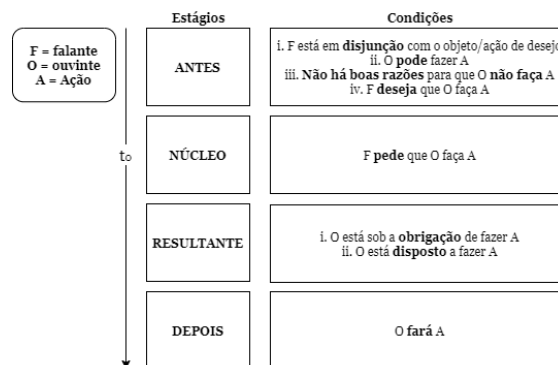 Estágios
Condições
F = falante
O = ouvinte
A = Ação
t₀
ANTES
i. F está em disjunção com o objeto/ação de desejo
ii. O pode fazer A
iii. Não há boas razões para que O não faça A
iv. F deseja que O faça A
NÚCLEO
F pede que O faça A
RESULTANTE
i. O está sob a obrigação de fazer A
ii. O está disposto a fazer A
DEPOIS
O fará A